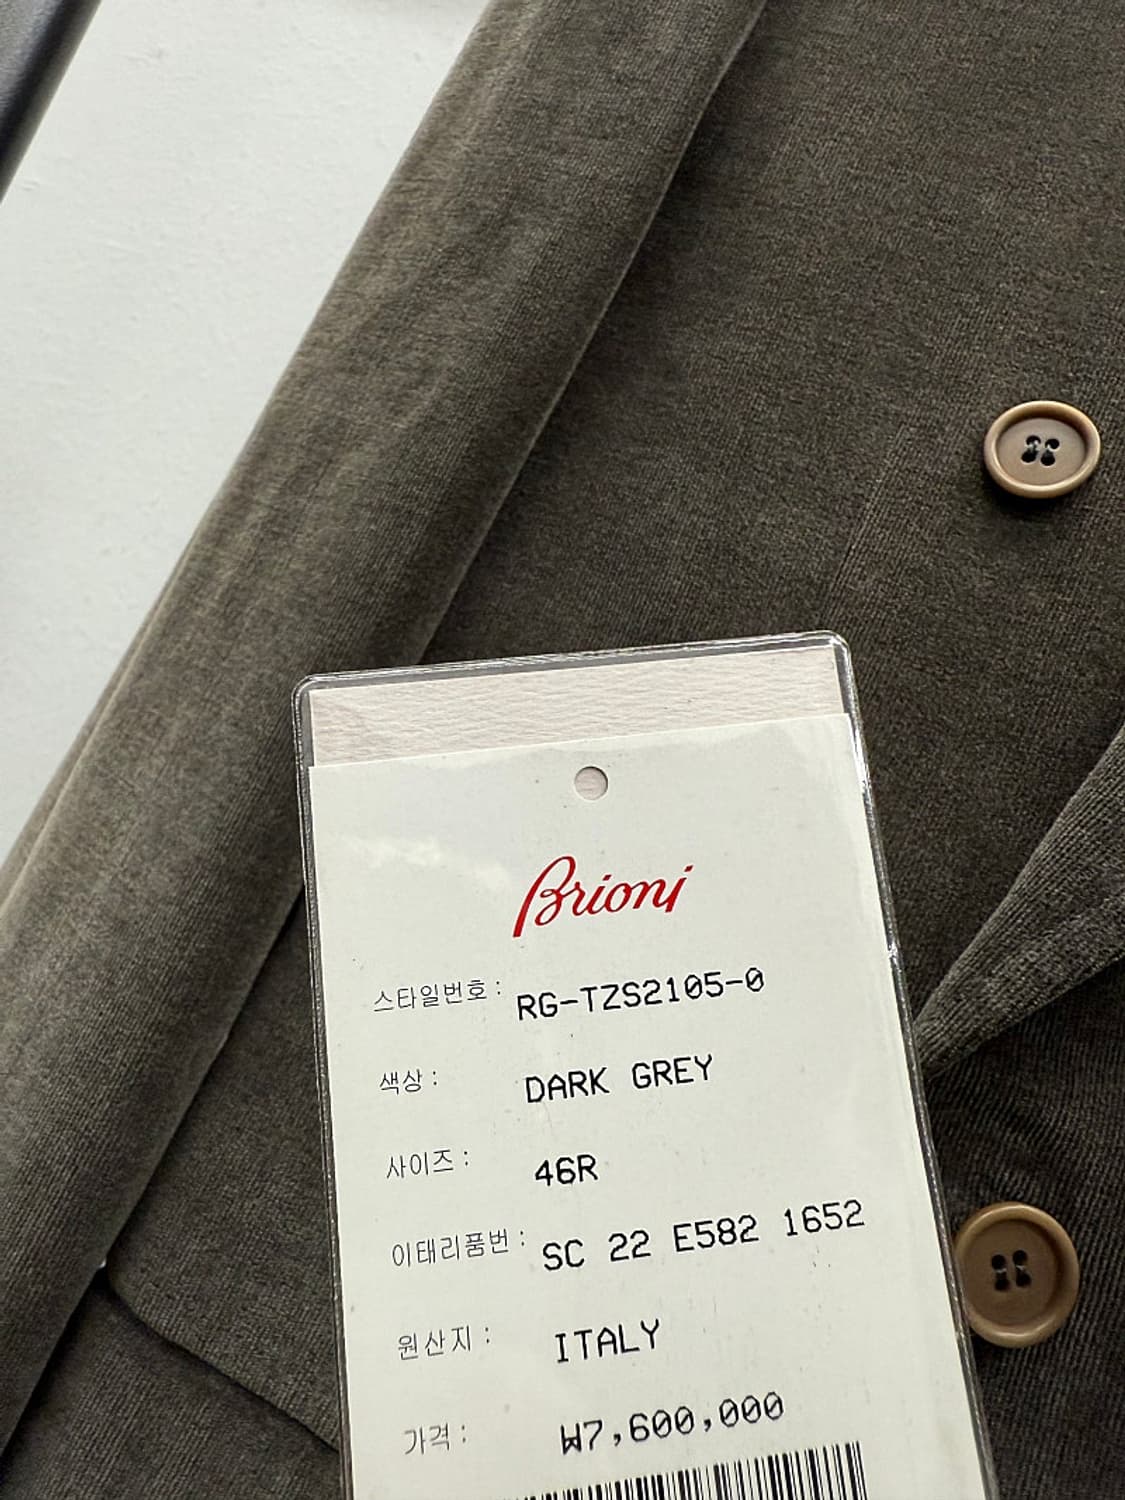 Brioni
스타일번호 : RG-TZS2105-0
색상 : DARK GREY
사이즈 : 46R
이태리품번 : SC 22 E582 1652
원산지 : ITALY
가격 : ₩7,600,000